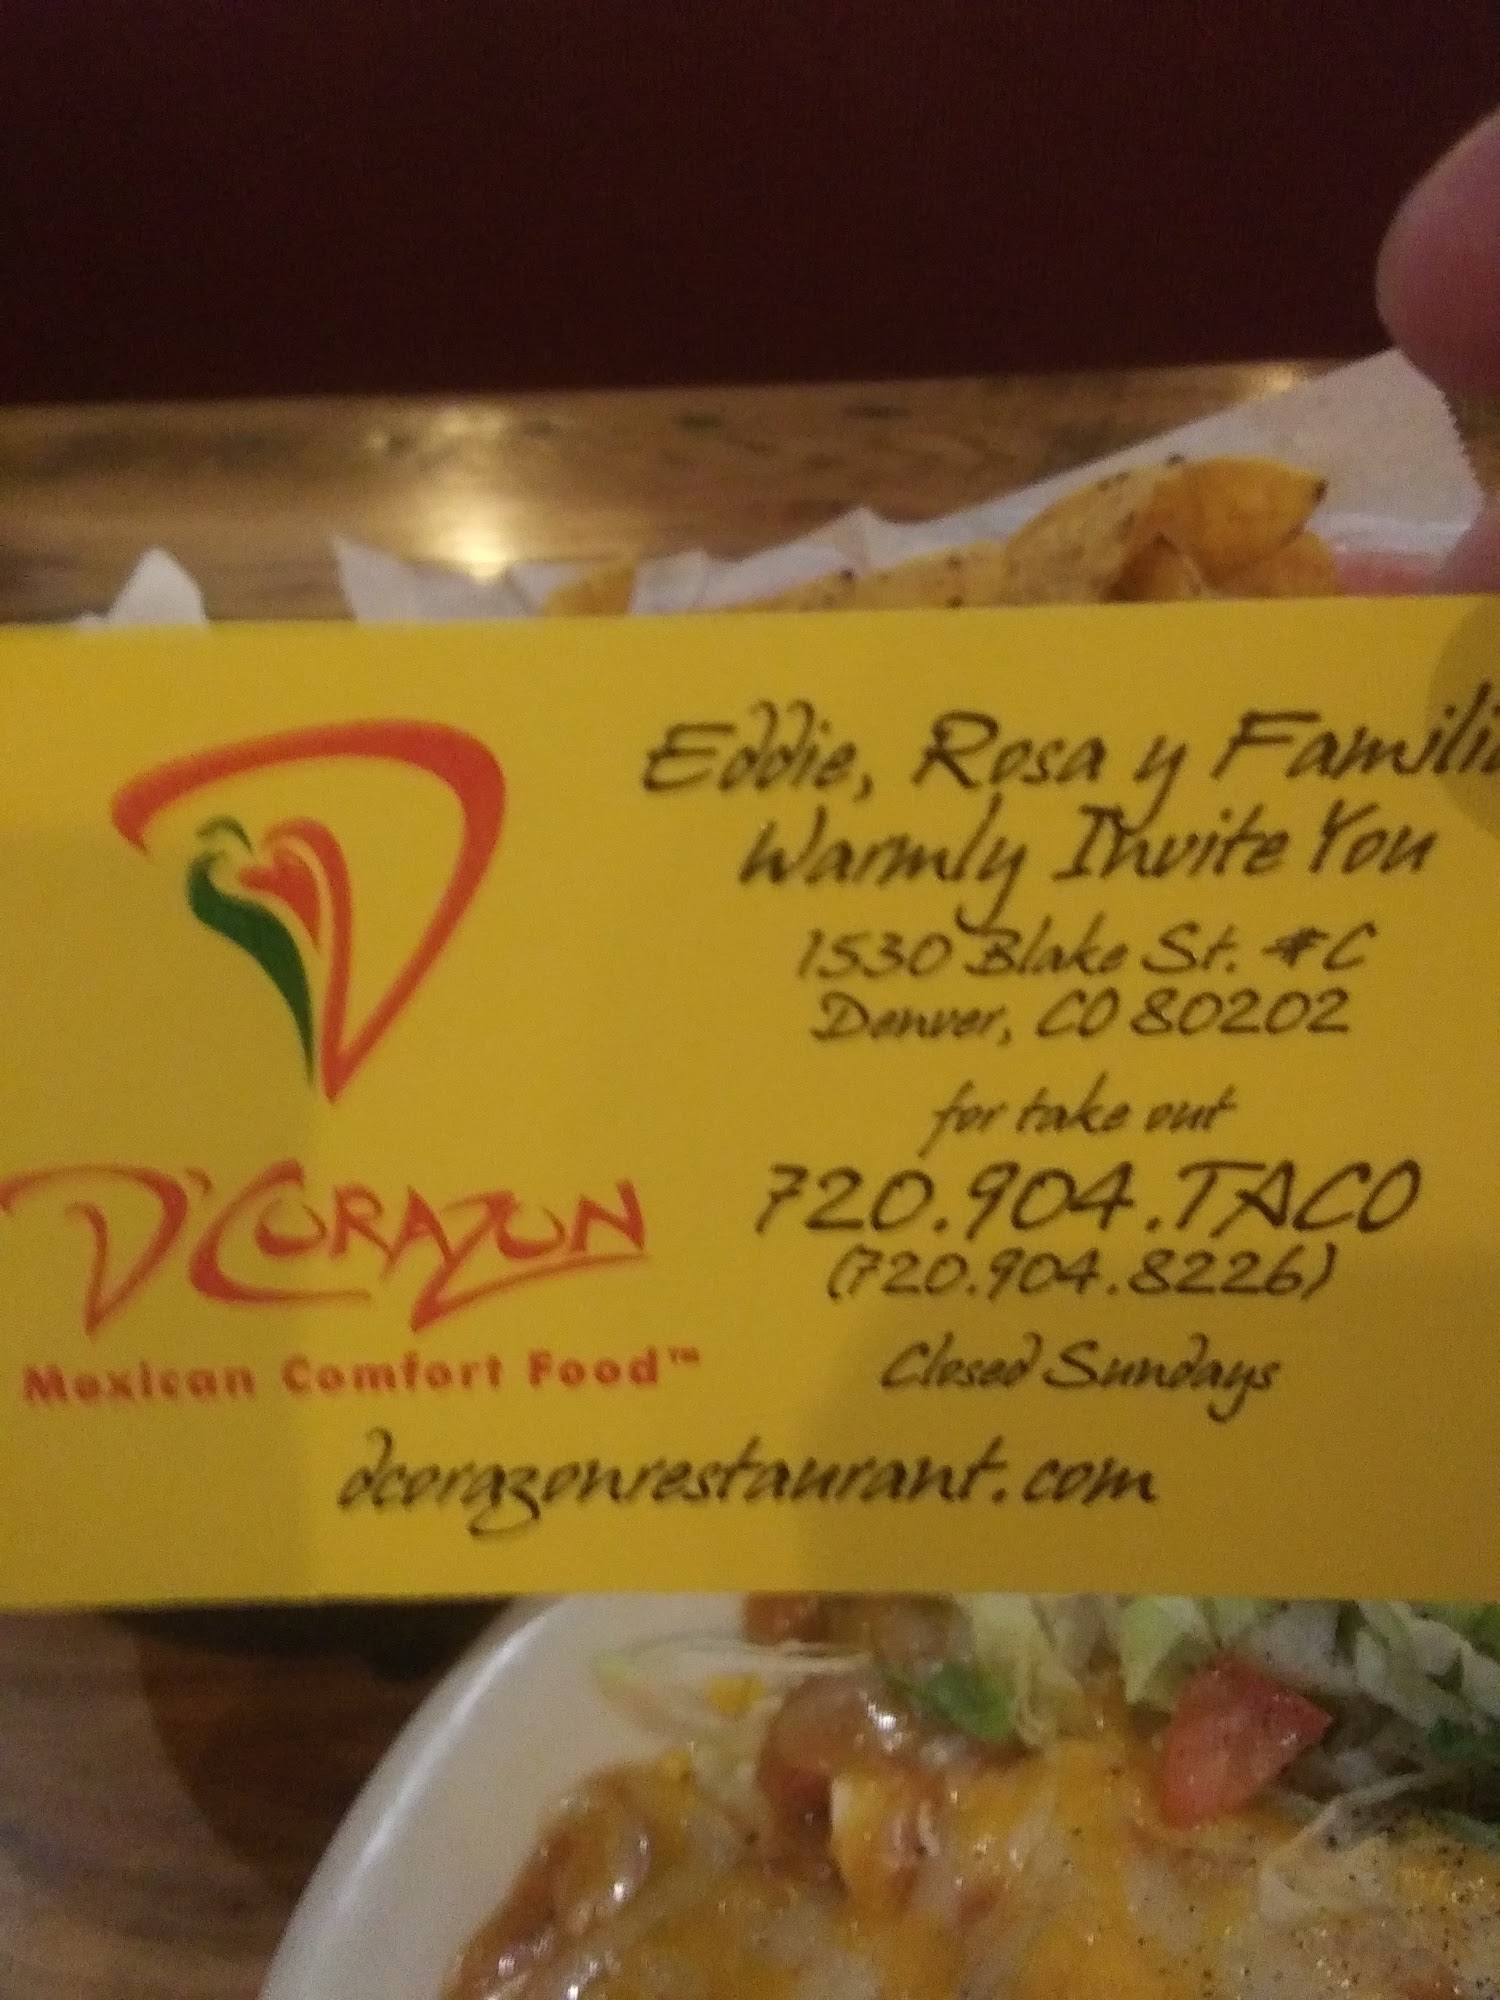 Eddie, Rosa y Famili
Warmly Invite You
1530 Blake St. #C
Denver, CO 80202
for take out
720.904.TACO
(720.904.8226)
Closed Sundays
D'Corazon
Mexican Comfort Food™
dcorazonrestaurant.com